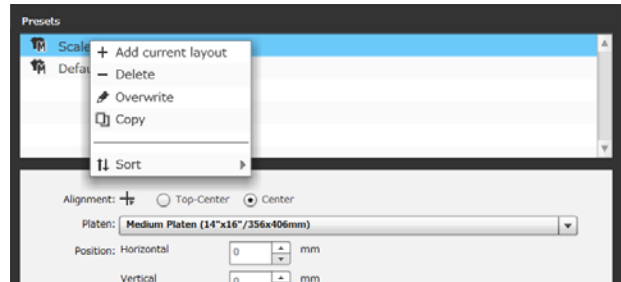 Presets
Scale
Defau
+ Add current layout
− Delete
Overwrite
Copy
Sort
Alignment: Top-Center Center
Platen: Medium Platen (14"x16"/356x406mm)
Position: Horizontal 0 mm
Vertical 0 mm